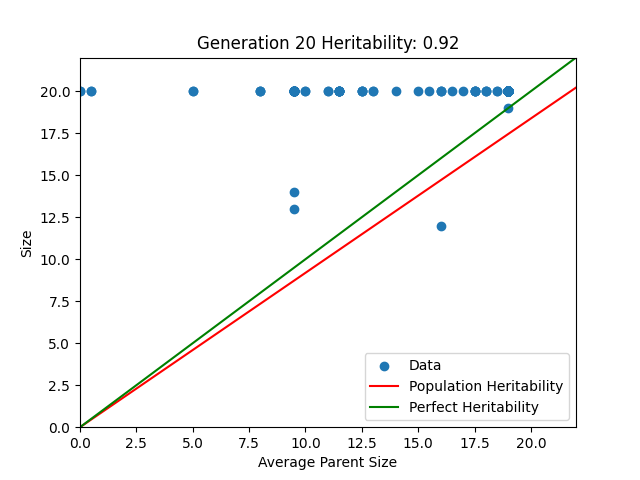 Generation 20 Heritability: 0.92
Size
20.0
17.5
15.0
12.5
10.0
7.5
5.0
2.5
0.0
0.0 2.5 5.0 7.5 10.0 12.5 15.0 17.5 20.0
Average Parent Size
Data
Population Heritability
Perfect Heritability